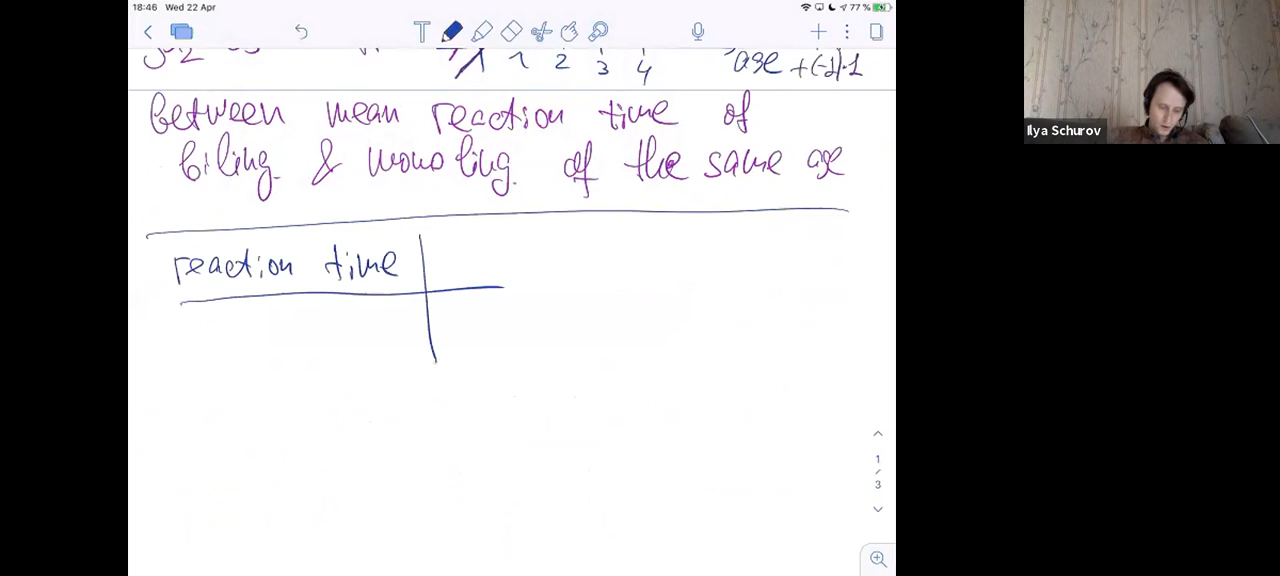 18:46 Wed 22 Apr
77 %
T
1 2 3 4 age + (-1)·1
Between mean reaction time of
biling. & monoling. of the same age
reaction time
1
/
3
Ilya Schurov